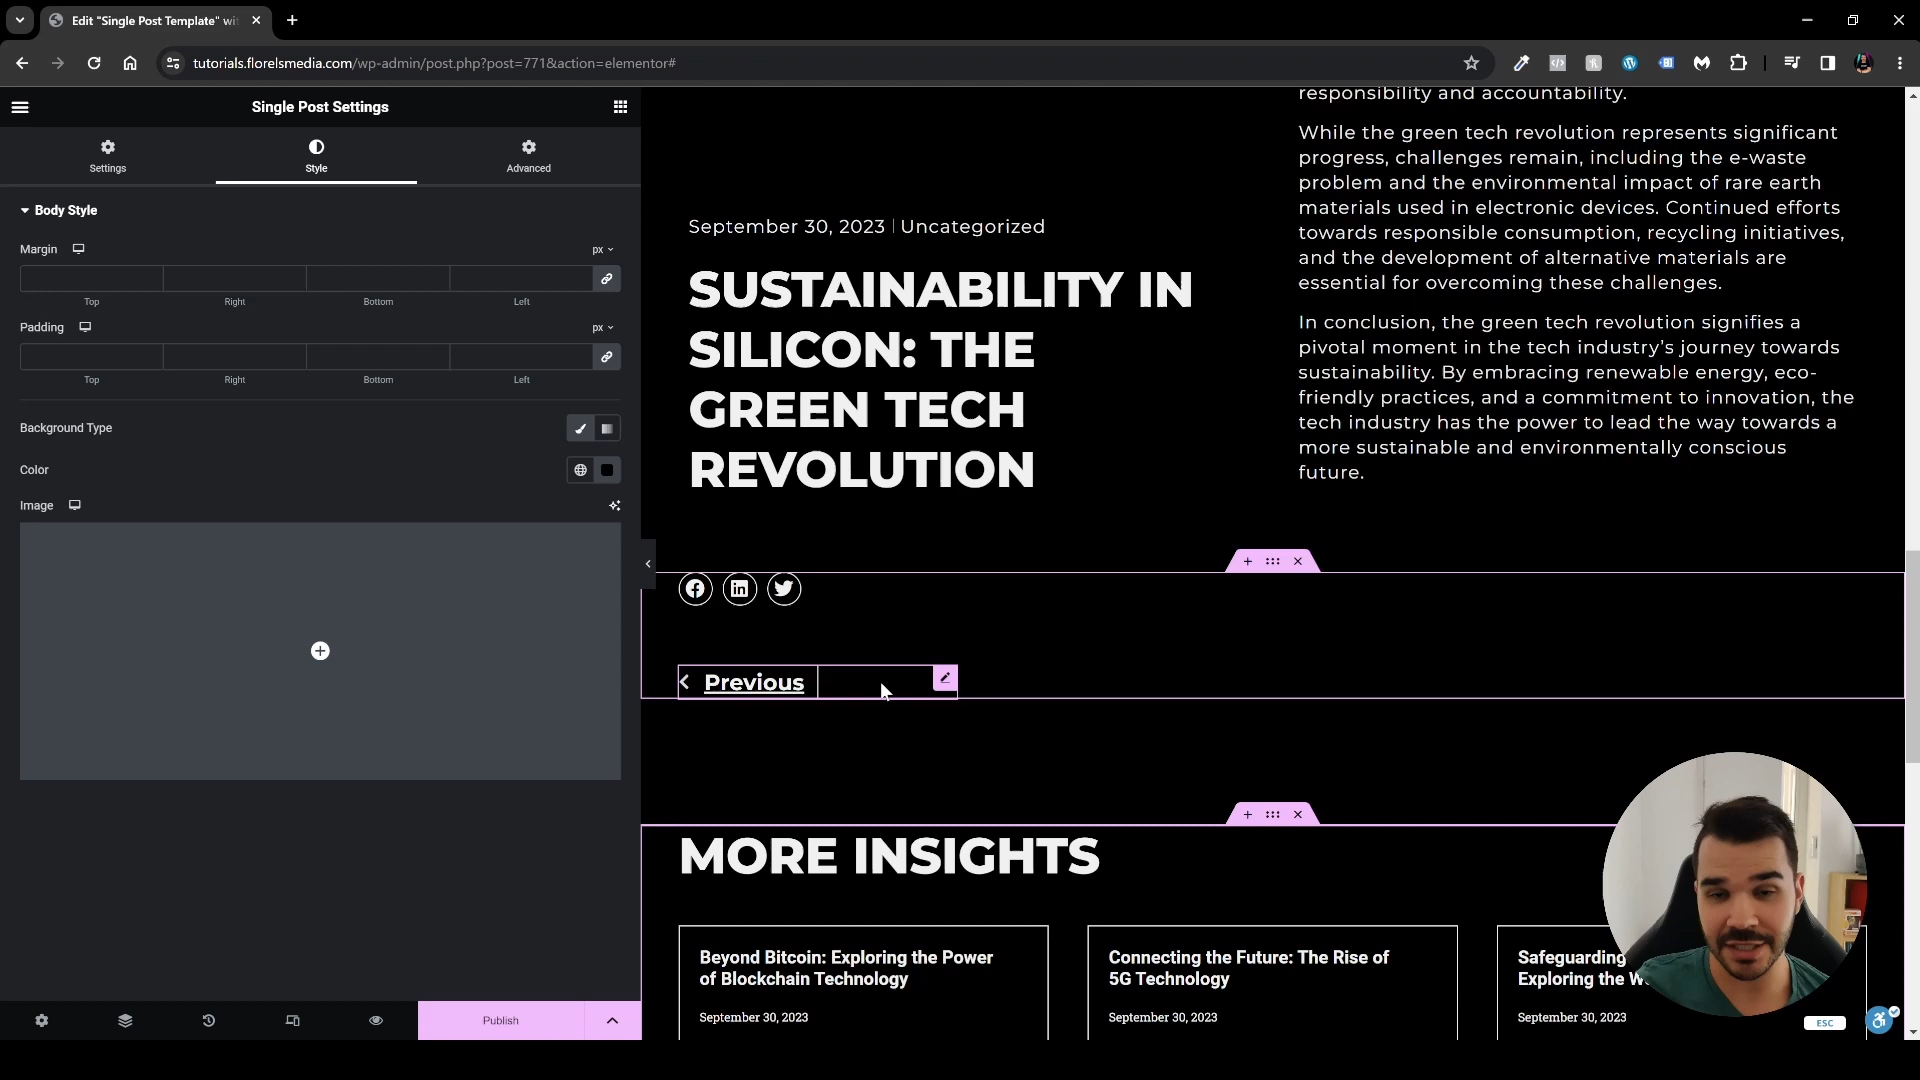 Edit "Single Post Template" wi
tutorials.florelsmedia.com/wp-admin/post.php?post=771&action=elementor#
Single Post Settings
Settings
Style
Advanced
Body Style
Margin
px
Top
Right
Bottom
Left
Padding
px
Top
Right
Bottom
Left
Background Type
Color
Image
Publish
responsibility and accountability.
While the green tech revolution represents significant
progress, challenges remain, including the e-waste
problem and the environmental impact of rare earth
materials used in electronic devices. Continued efforts
towards responsible consumption, recycling initiatives,
and the development of alternative materials are
essential for overcoming these challenges.
In conclusion, the green tech revolution signifies a
pivotal moment in the tech industry’s journey towards
sustainability. By embracing renewable energy, eco-
friendly practices, and a commitment to innovation, the
tech industry has the power to lead the way towards a
more sustainable and environmentally conscious
future.
September 30, 2023 | Uncategorized
SUSTAINABILITY IN
SILICON: THE
GREEN TECH
REVOLUTION
Previous
MORE INSIGHTS
Beyond Bitcoin: Exploring the Power
of Blockchain Technology
September 30, 2023
Connecting the Future: The Rise of
5G Technology
September 30, 2023
Safeguarding
Exploring the W
September 30, 2023
ESC